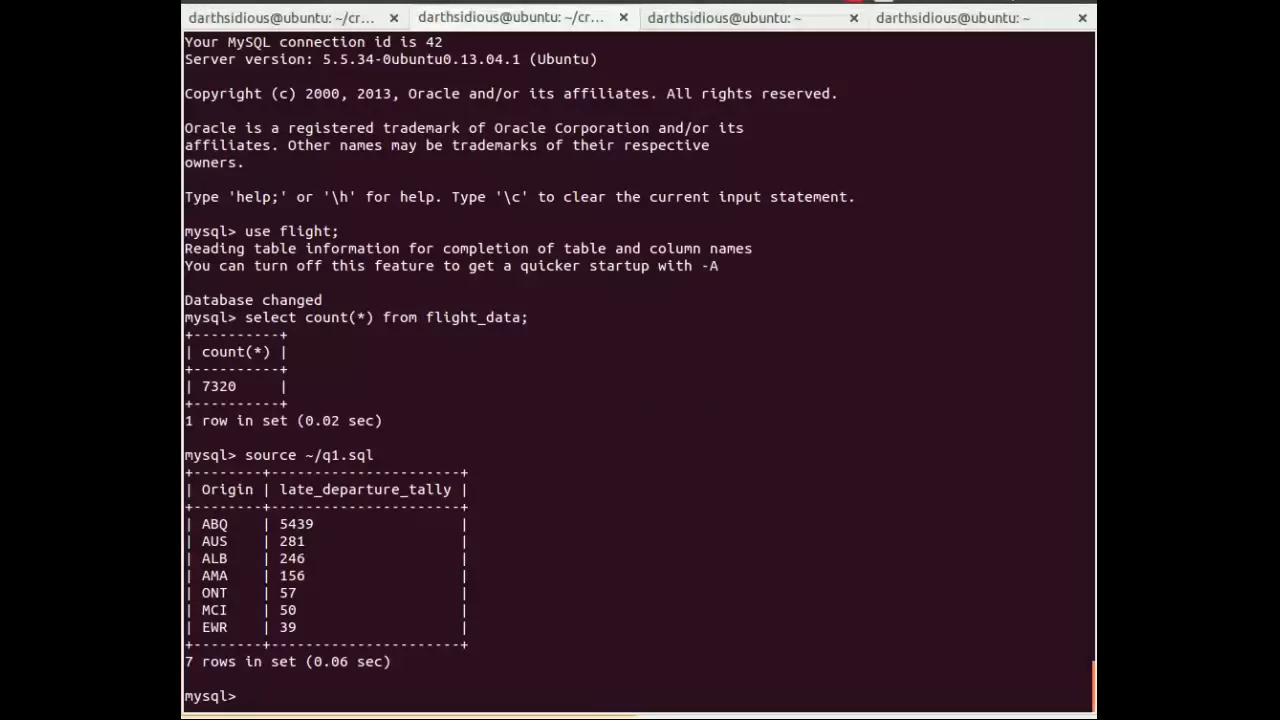 darthsidious@ubuntu: ~/cr... × darthsidious@ubuntu: ~/cr... × darthsidious@ubuntu: ~ × darthsidious@ubuntu: ~ ×
Your MySQL connection id is 42
Server version: 5.5.34-0ubuntu0.13.04.1 (Ubuntu)
Copyright (c) 2000, 2013, Oracle and/or its affiliates. All rights reserved.
Oracle is a registered trademark of Oracle Corporation and/or its
affiliates. Other names may be trademarks of their respective
owners.
Type 'help;' or '\h' for help. Type '\c' to clear the current input statement.
mysql> use flight;
Reading table information for completion of table and column names
You can turn off this feature to get a quicker startup with -A
Database changed
mysql> select count(*) from flight_data;
+----------+
| count(*) |
+----------+
| 7320     |
+----------+
1 row in set (0.02 sec)
mysql> source ~/q1.sql
+--------+----------------------+
| Origin | late_departure_tally |
+--------+----------------------+
| ABQ    | 5439                 |
| AUS    | 281                  |
| ALB    | 246                  |
| AMA    | 156                  |
| ONT    | 57                   |
| MCI    | 50                   |
| EWR    | 39                   |
+--------+----------------------+
7 rows in set (0.06 sec)
mysql>